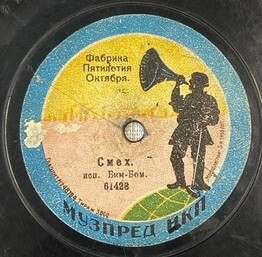 Фабрика
Пятилетия
Октября.
Смех.
исп. Бим-Бом.
61428
МУЗПРЕД ЦКП